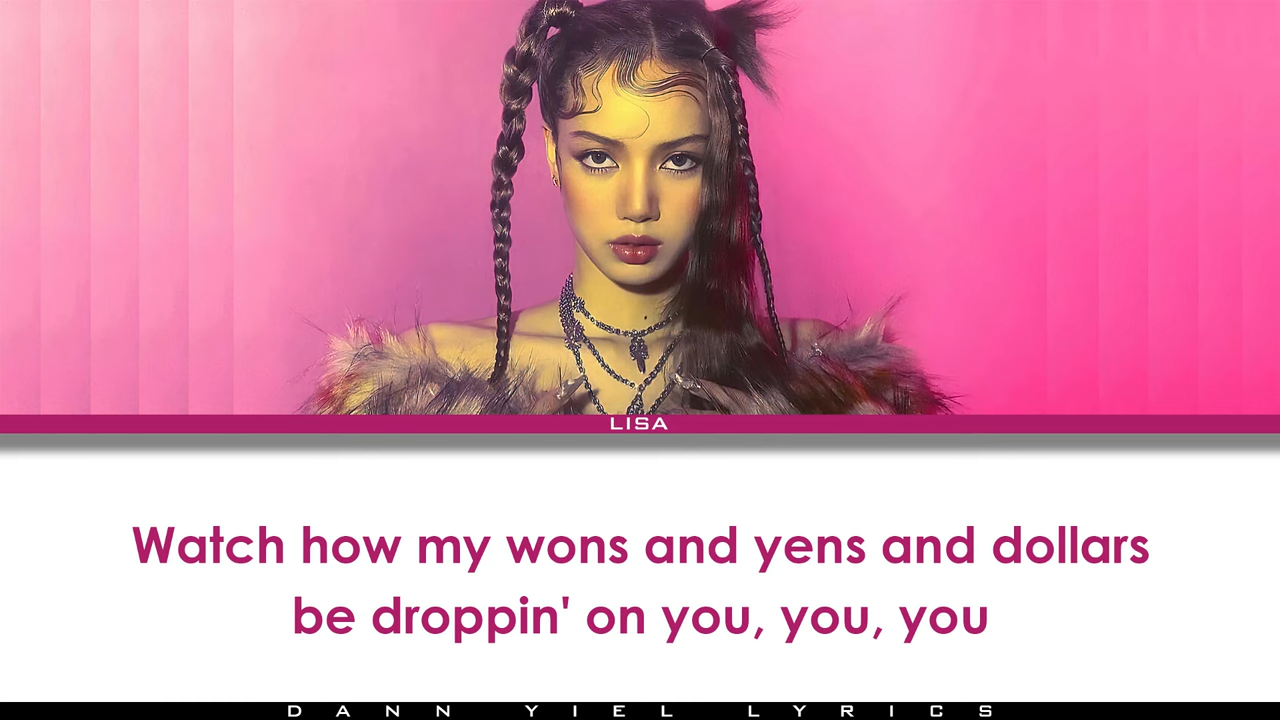 LISA
Watch how my wons and yens and dollars
be droppin' on you, you, you
DANN YIEL LYRICS